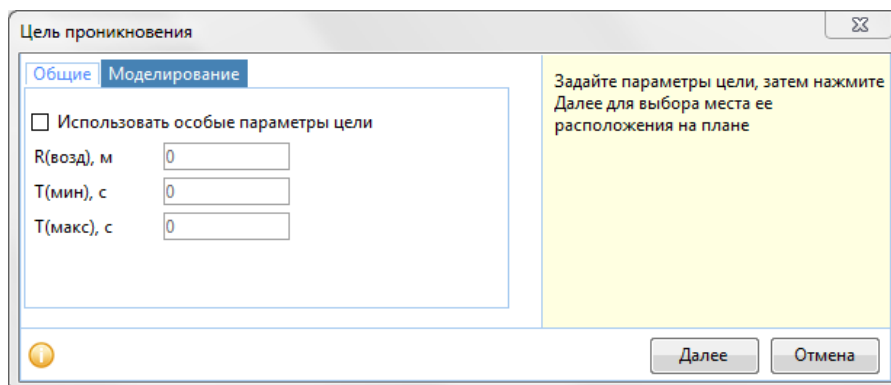 Цель проникновения
Общие Моделирование
Использовать особые параметры цели
R(возд), м 0
T(мин), с 0
T(макс), с 0
Задайте параметры цели, затем нажмите
Далее для выбора места ее
расположения на плане
Далее Отмена